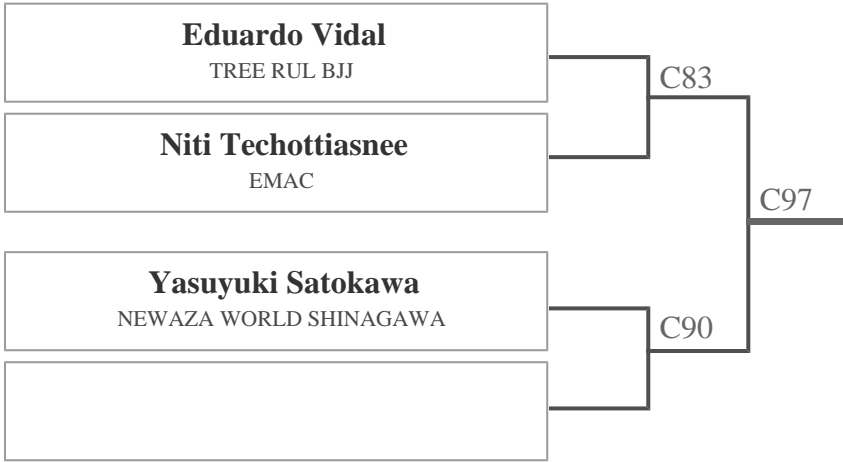 Eduardo Vidal
TREE RUL BJJ
C83
Niti Techottiasnee
EMAC
C97
Yasuyuki Satokawa
NEWAZA WORLD SHINAGAWA
C90